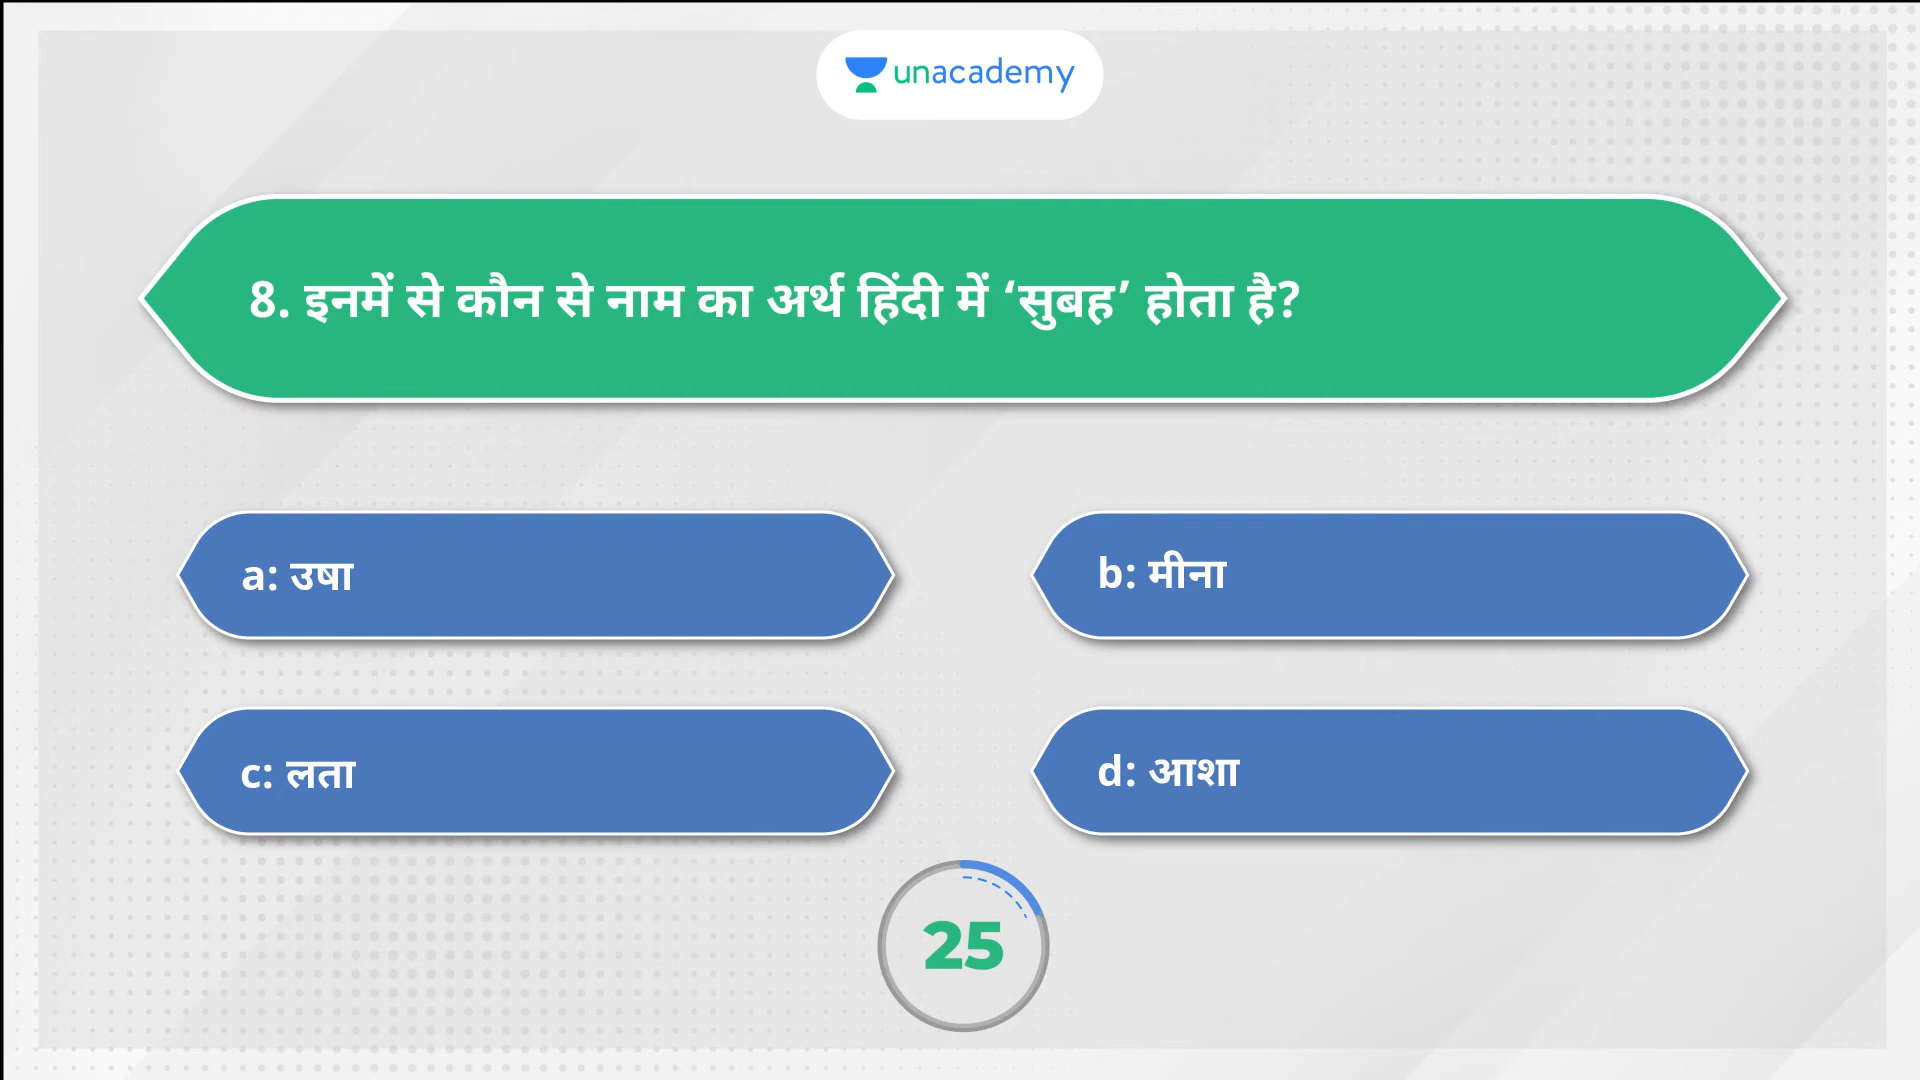 unacademy
8. इनमें से कौन से नाम का अर्थ हिंदी में ‘सुबह’ होता है?
a: उषा
b: मीना
c: लता
d: आशा
25